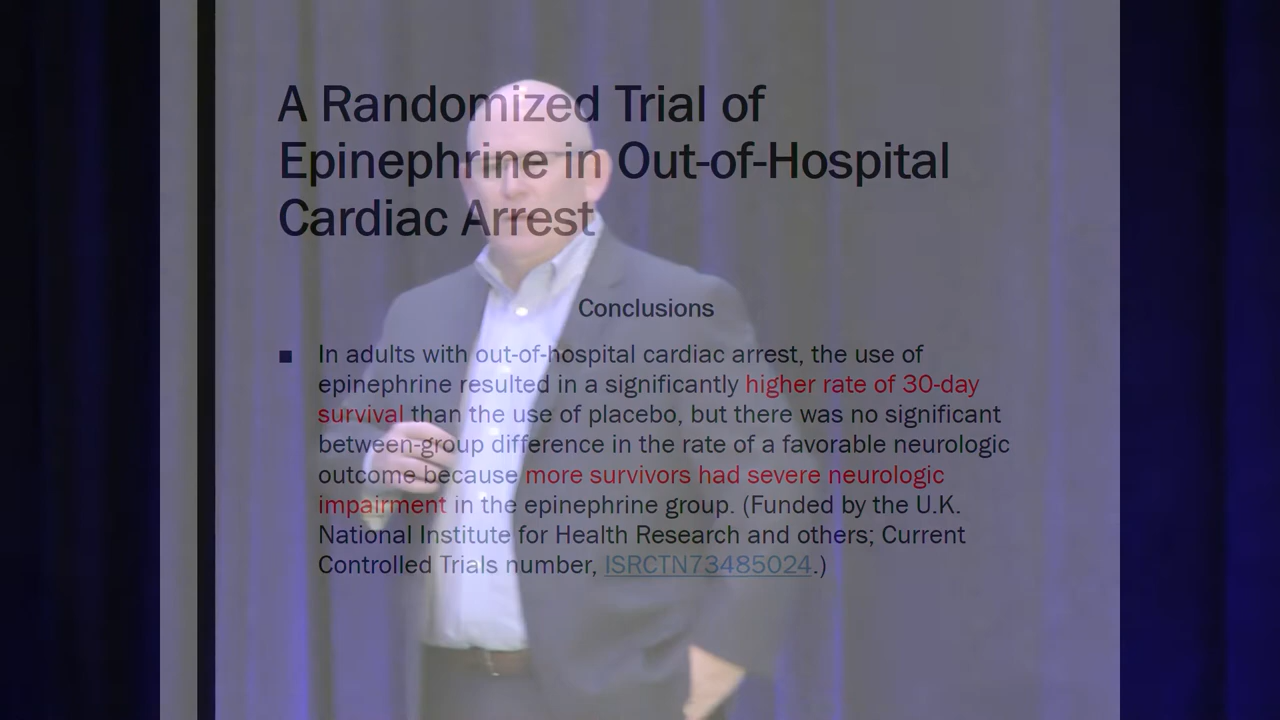 A Randomized Trial of
Epinephrine in Out-of-Hospital
Cardiac Arrest
Conclusions
■ In adults with out-of-hospital cardiac arrest, the use of
epinephrine resulted in a significantly higher rate of 30-day
survival than the use of placebo, but there was no significant
between-group difference in the rate of a favorable neurologic
outcome because more survivors had severe neurologic
impairment in the epinephrine group. (Funded by the U.K.
National Institute for Health Research and others; Current
Controlled Trials number, ISRCTN73485024.)